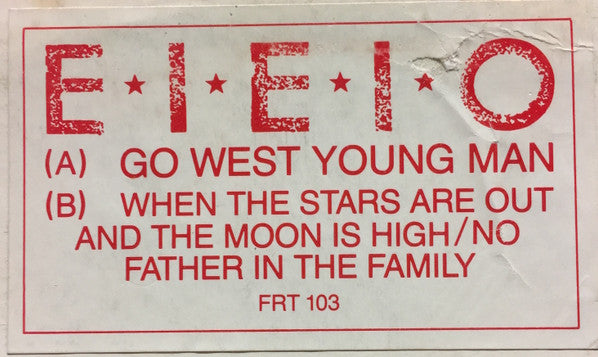 E★I★E★I★O
(A) GO WEST YOUNG MAN
(B) WHEN THE STARS ARE OUT
AND THE MOON IS HIGH/NO
FATHER IN THE FAMILY
FRT 103